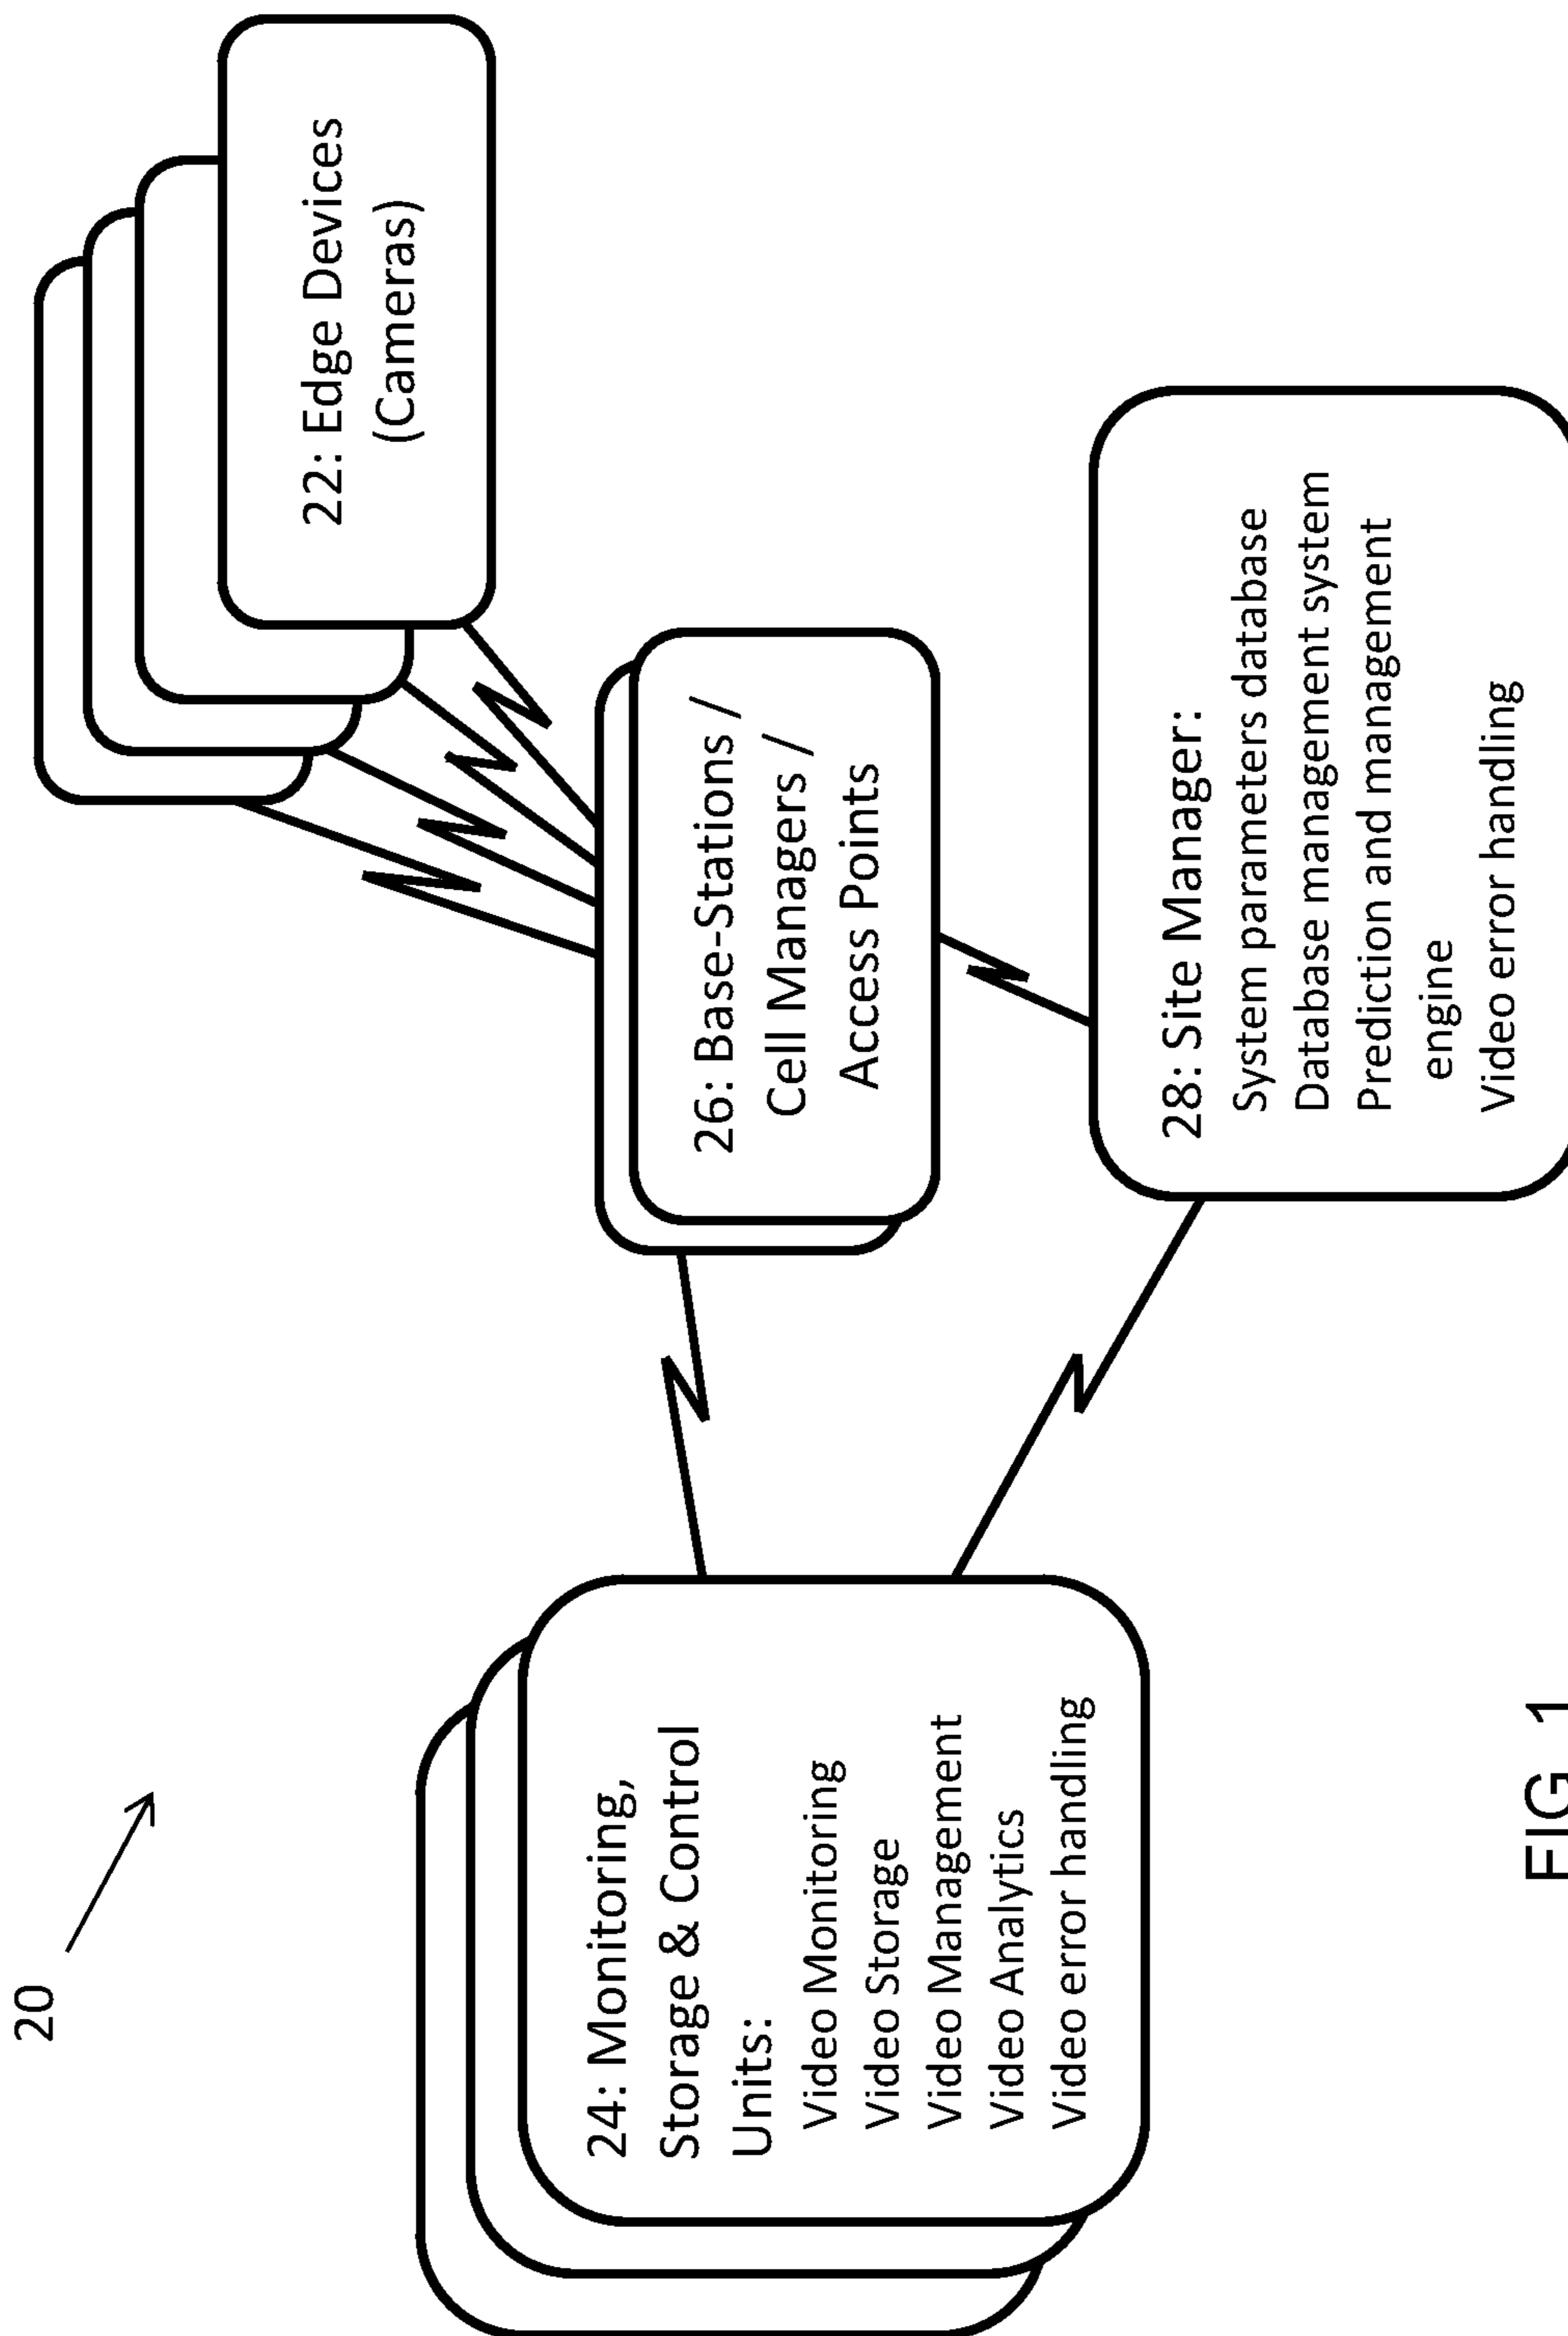 20
22: Edge Devices
(Cameras)
26: Base-Stations /
Cell Managers /
Access Points
24: Monitoring,
Storage & Control
Units:
Video Monitoring
Video Storage
Video Management
Video Analytics
Video error handling
28: Site Manager:
System parameters database
Database management system
Prediction and management
engine
Video error handling
FIG 1